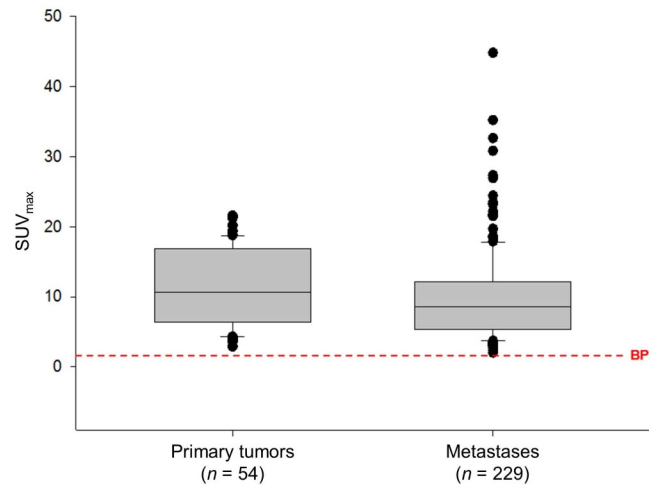 50
40
30
20
10
0
SUVmax
BP
Primary tumors
(n = 54)
Metastases
(n = 229)